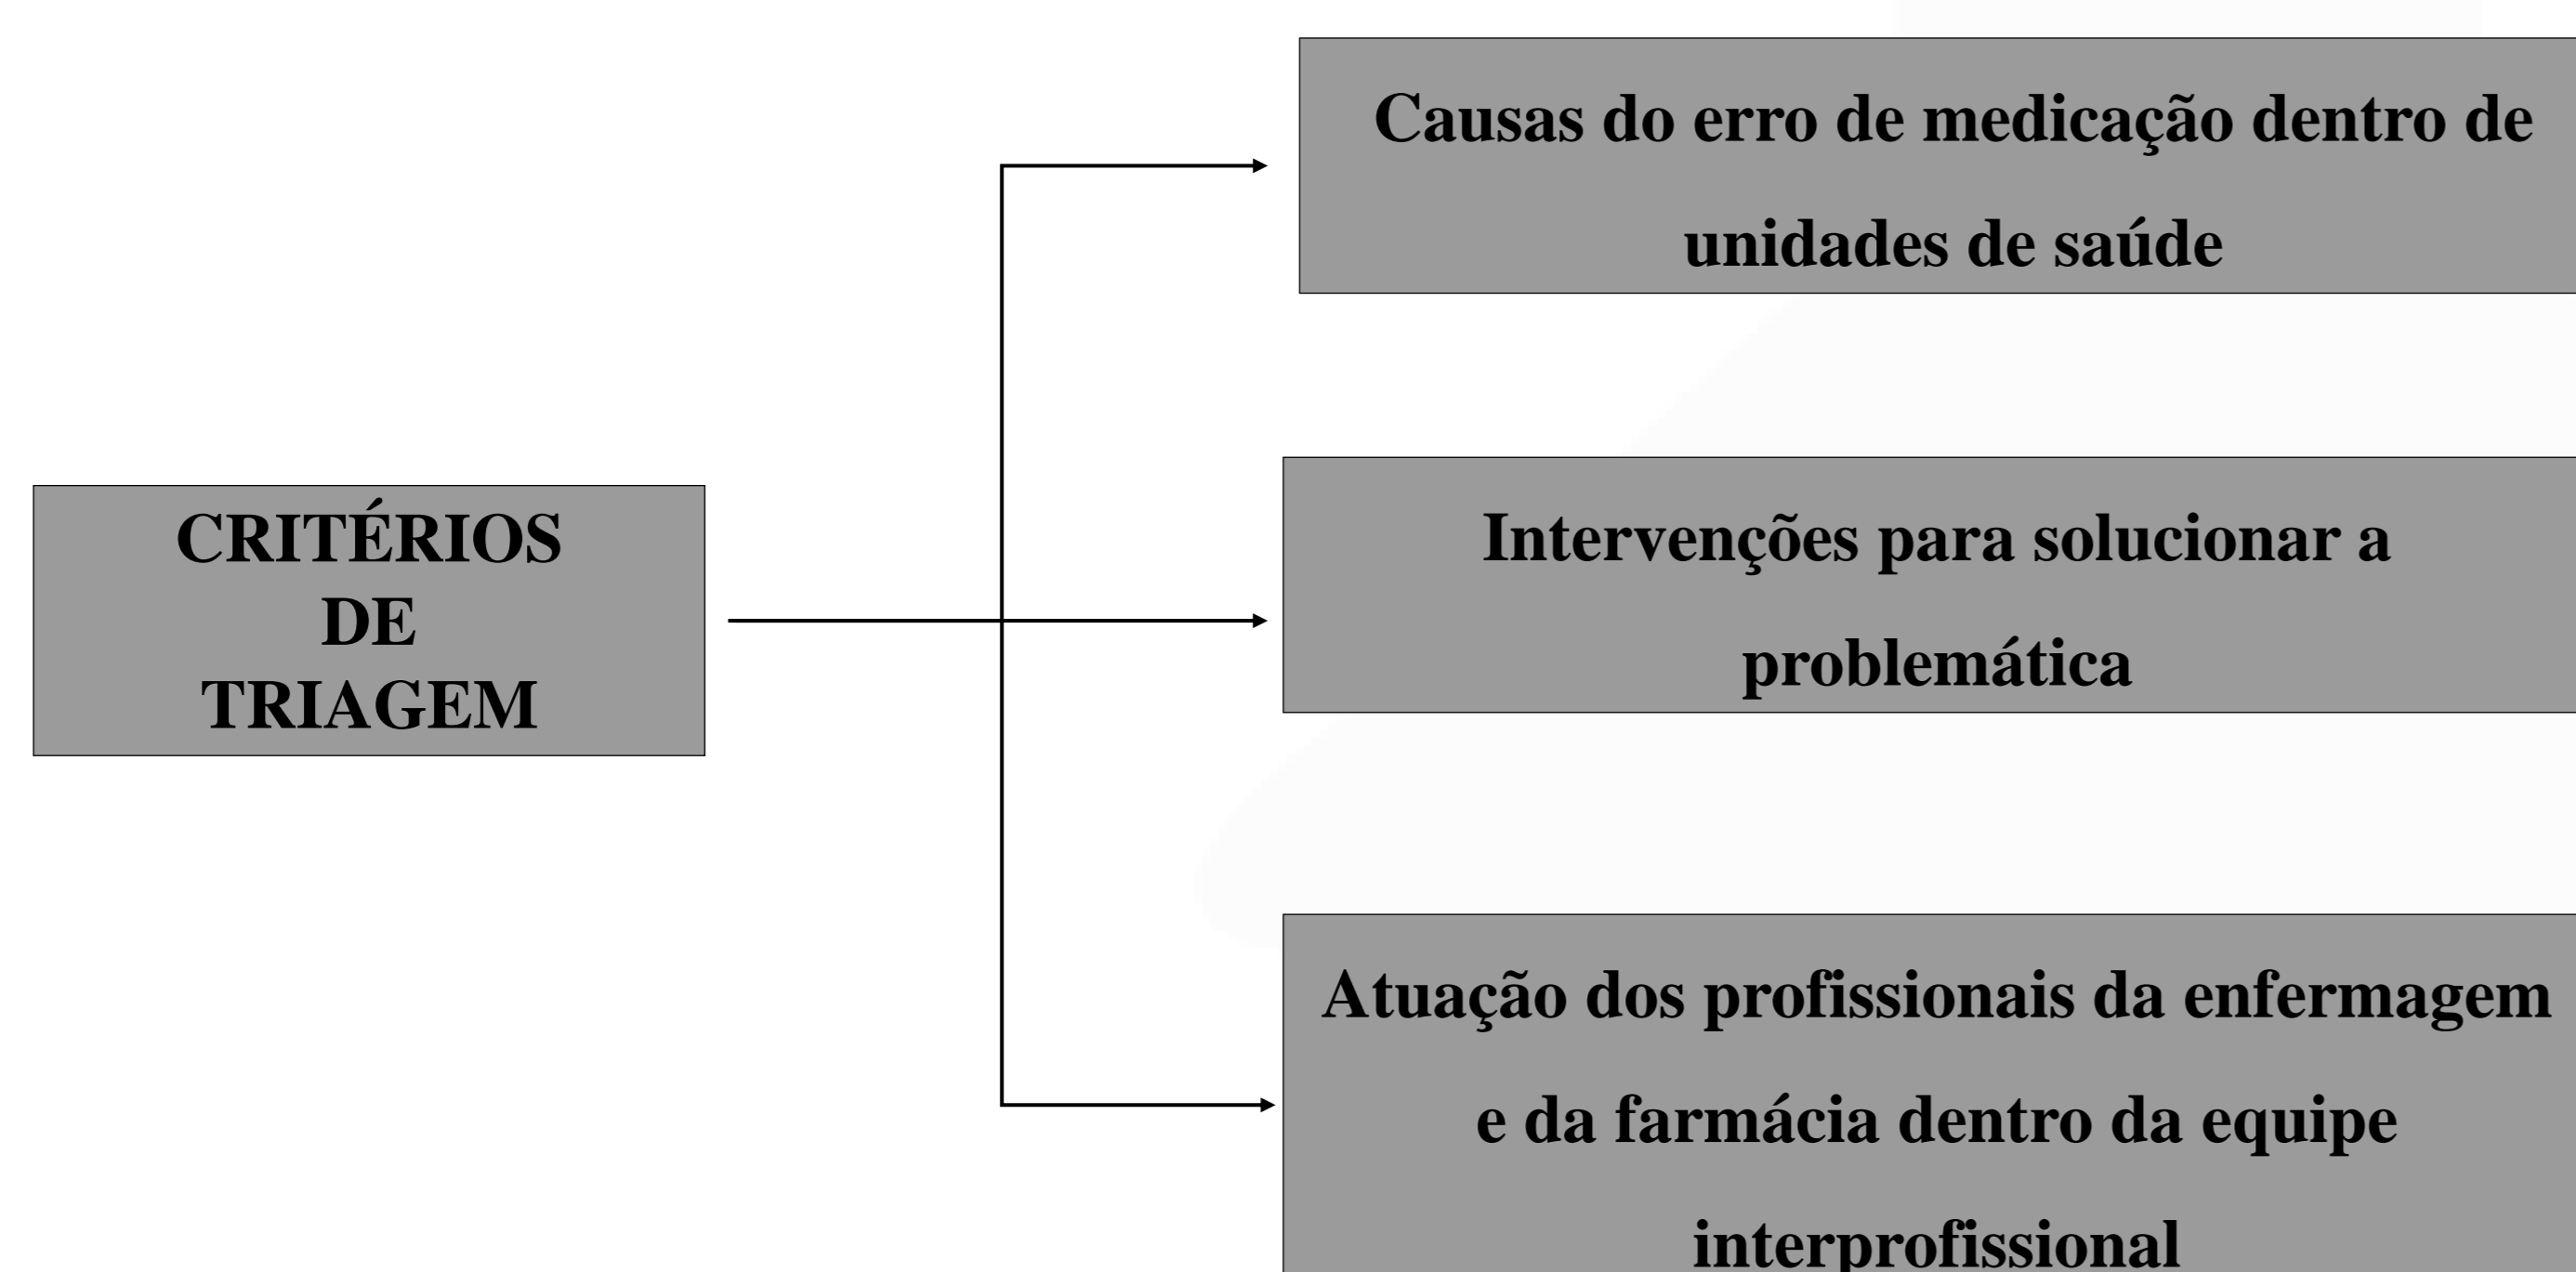 Causas do erro de medicação dentro de
unidades de saúde
CRITÉRIOS
DE
TRIAGEM
Intervenções para solucionar a
problemática
Atuação dos profissionais da enfermagem
e da farmácia dentro da equipe
interprofissional